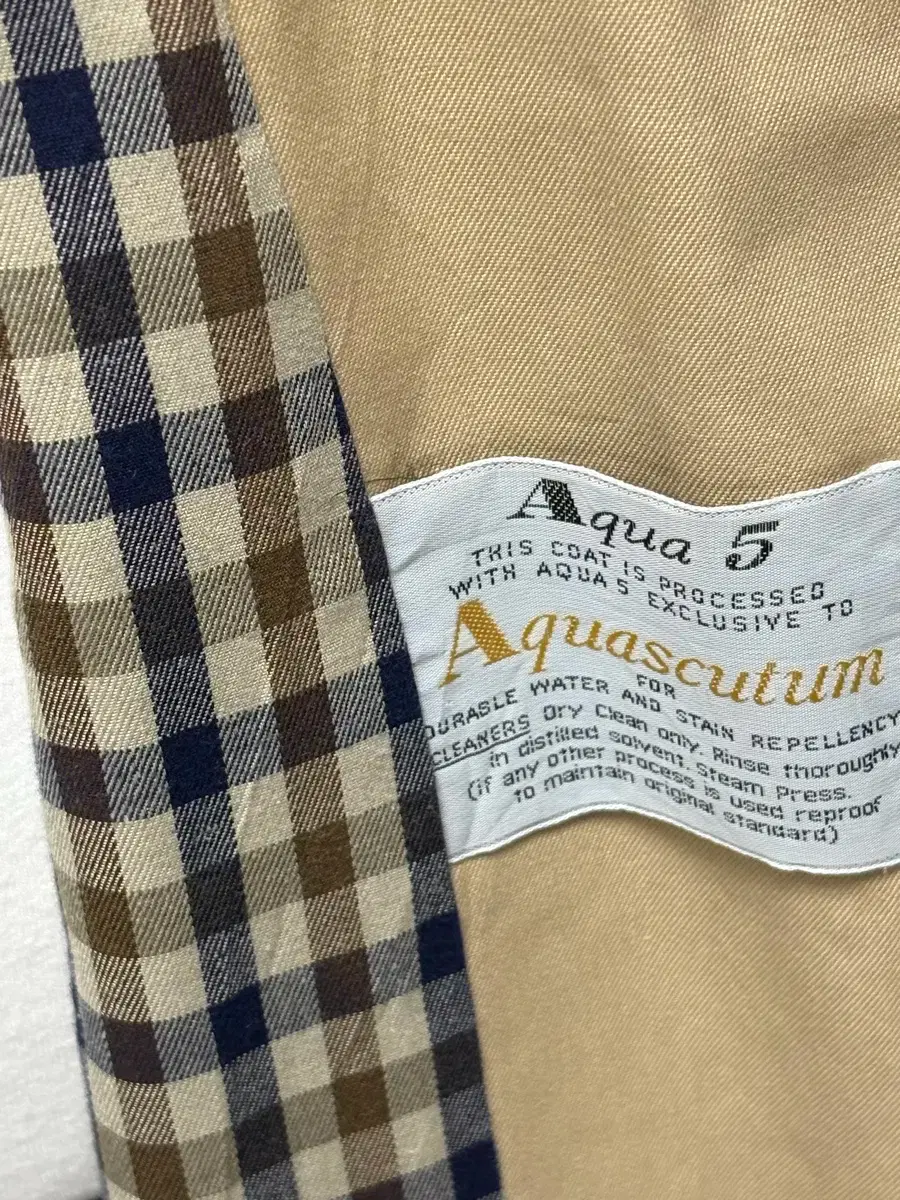 Aqua 5
THIS COAT IS PROCESSED
WITH AQUA 5 EXCLUSIVE TO
Aquascutum
FOR
DURABLE WATER AND STAIN REPELLENCY
CLEANERS Dry Clean only. Rinse thoroughly
in distilled solvent. Steam Press.
(if any other process is used reproof
to maintain original standard)